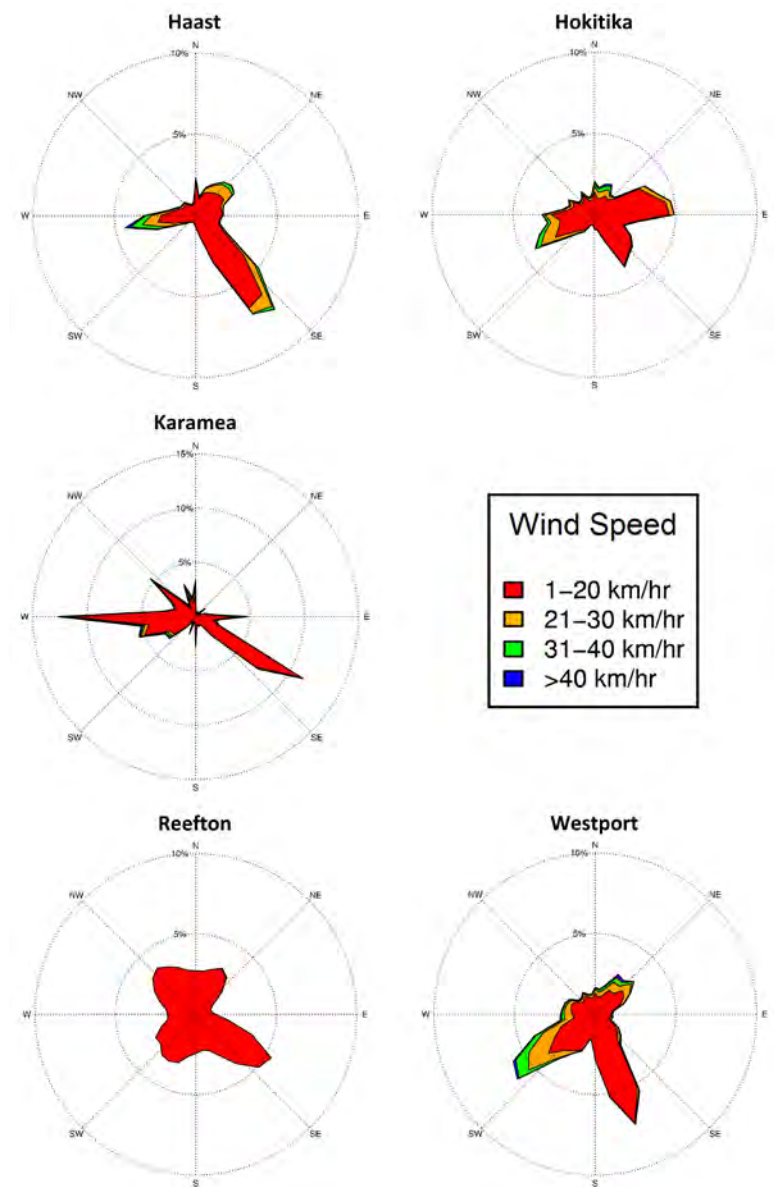 Haast
N
10%
NW
NE
5%
W
E
SW
SE
S
Hokitika
N
10%
NW
NE
5%
W
E
SW
SE
S
Karamea
N
15%
NW
NE
10%
5%
W
E
SW
SE
S
Wind Speed
1–20 km/hr
21–30 km/hr
31–40 km/hr
>40 km/hr
Reefton
N
10%
NW
NE
5%
W
E
SW
SE
S
Westport
N
10%
NW
NE
5%
W
E
SW
SE
S